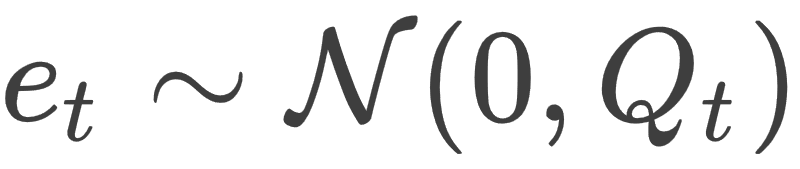 e_t ∼ 𝒩(0, Q_t)